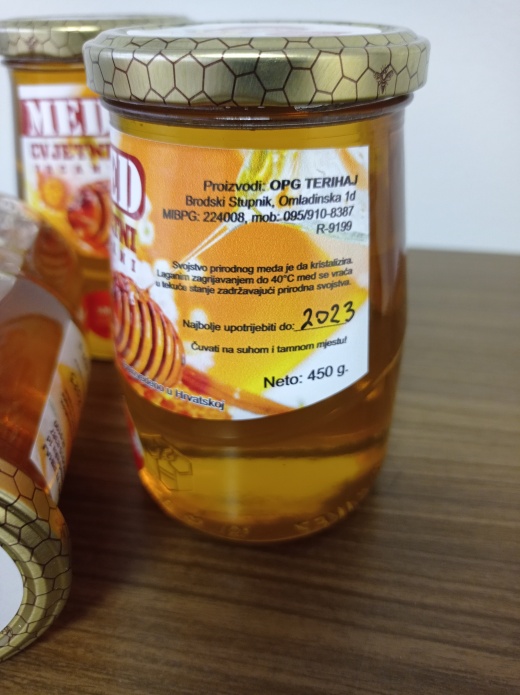 MED
CVJETNI
ED
Proizvodi: OPG TERIHAJ
Brodski Stupnik, Omladinska 1d
MIBPG: 224008, mob: 095/910-8387
R-9199
Svojstvo prirodnog meda je da kristalizira.
Laganim zagrijavanjem do 40°C med se vraća
u tekuće stanje zadržavajući prirodna svojstva.
Najbolje upotrijebiti do: 2023
Čuvati na suhom i tamnom mjestu!
Neto: 450 g.
u Hrvatskoj